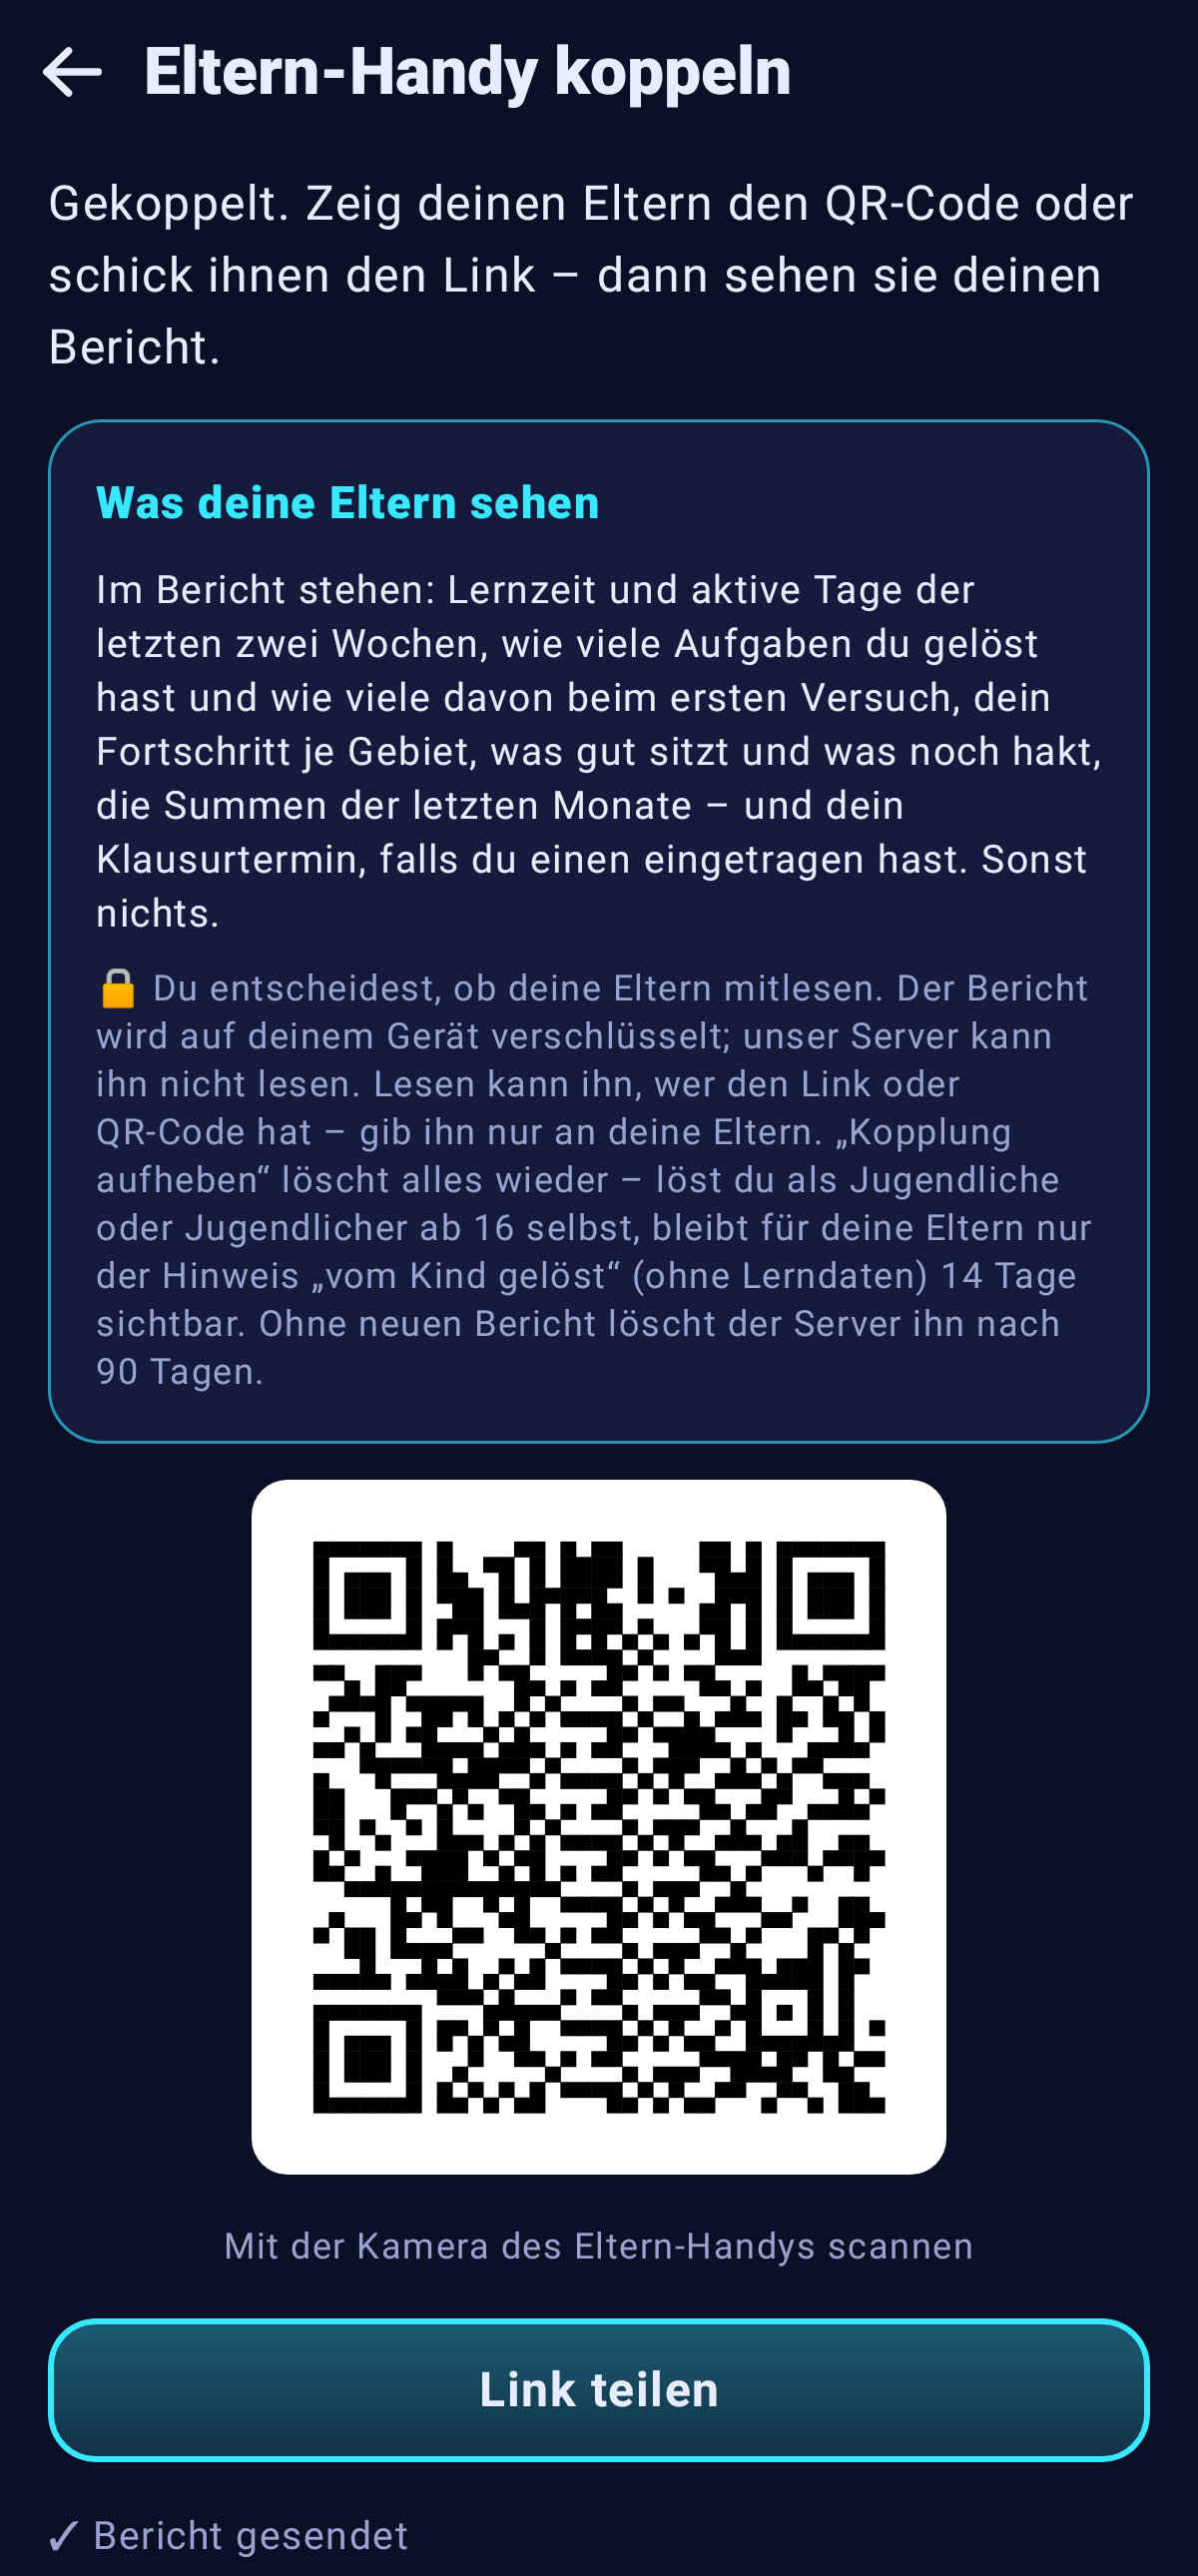 Eltern-Handy koppeln
Gekoppelt. Zeig deinen Eltern den QR-Code oder
schick ihnen den Link – dann sehen sie deinen
Bericht.
Was deine Eltern sehen
Im Bericht stehen: Lernzeit und aktive Tage der
letzten zwei Wochen, wie viele Aufgaben du gelöst
hast und wie viele davon beim ersten Versuch, dein
Fortschritt je Gebiet, was gut sitzt und was noch hakt,
die Summen der letzten Monate – und dein
Klausurtermin, falls du einen eingetragen hast. Sonst
nichts.
🔒 Du entscheidest, ob deine Eltern mitlesen. Der Bericht
wird auf deinem Gerät verschlüsselt; unser Server kann
ihn nicht lesen. Lesen kann ihn, wer den Link oder
QR-Code hat – gib ihn nur an deine Eltern. „Kopplung
aufheben“ löscht alles wieder – löst du als Jugendliche
oder Jugendlicher ab 16 selbst, bleibt für deine Eltern nur
der Hinweis „vom Kind gelöst“ (ohne Lerndaten) 14 Tage
sichtbar. Ohne neuen Bericht löscht der Server ihn nach
90 Tagen.
Mit der Kamera des Eltern-Handys scannen
Link teilen
✓ Bericht gesendet